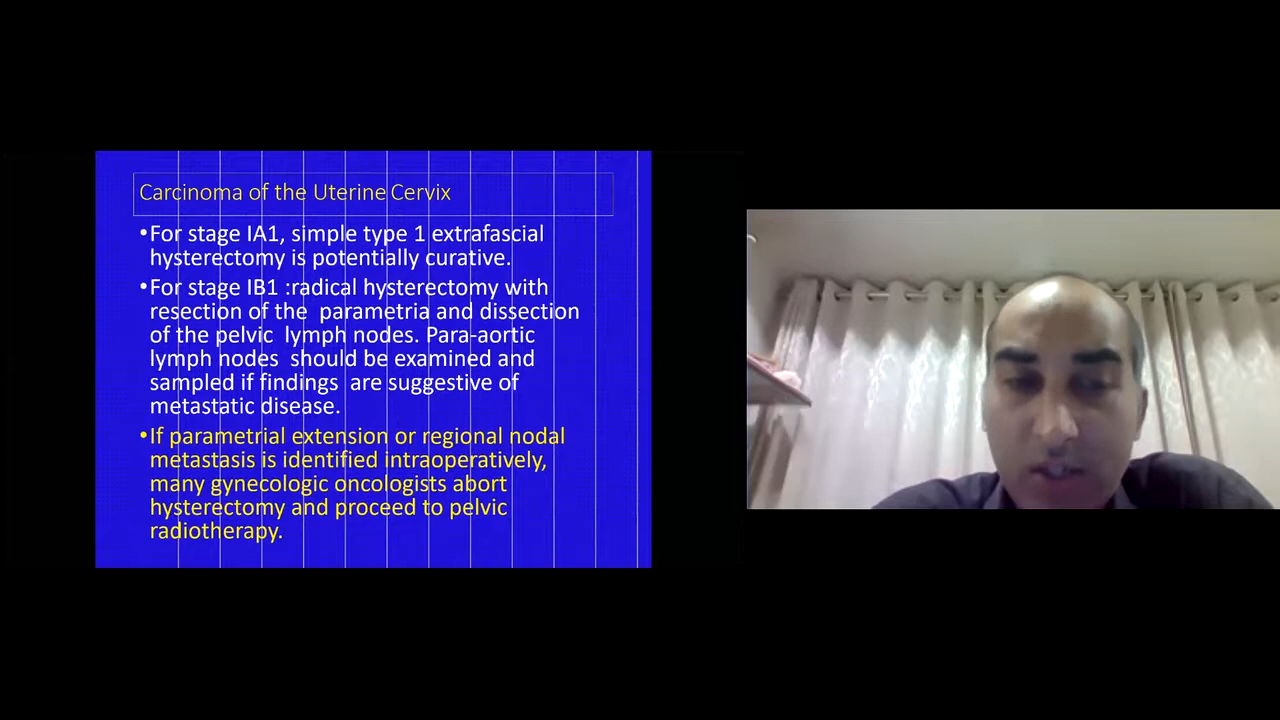 Carcinoma of the Uterine Cervix
•For stage IA1, simple type 1 extrafascial
hysterectomy is potentially curative.
•For stage IB1 :radical hysterectomy with
resection of the parametria and dissection
of the pelvic lymph nodes. Para-aortic
lymph nodes should be examined and
sampled if findings are suggestive of
metastatic disease.
•If parametrial extension or regional nodal
metastasis is identified intraoperatively,
many gynecologic oncologists abort
hysterectomy and proceed to pelvic
radiotherapy.